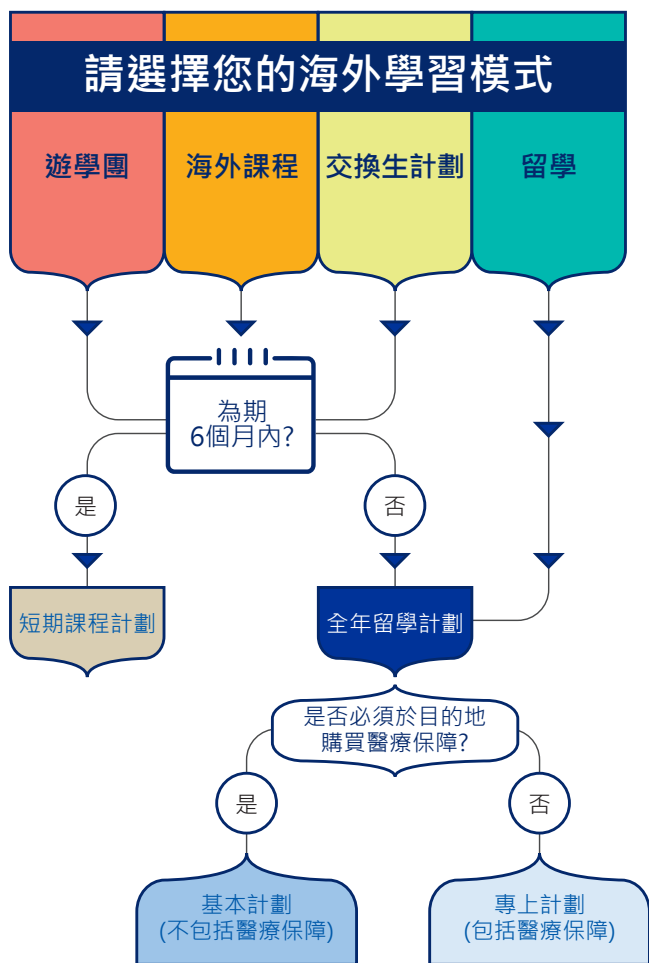 請選擇您的海外學習模式
遊學團
海外課程
交換生計劃
留學
為期
6個月內?
是
否
短期課程計劃
全年留學計劃
是否必須於目的地
購買醫療保障?
是
否
基本計劃
(不包括醫療保障)
專上計劃
(包括醫療保障)